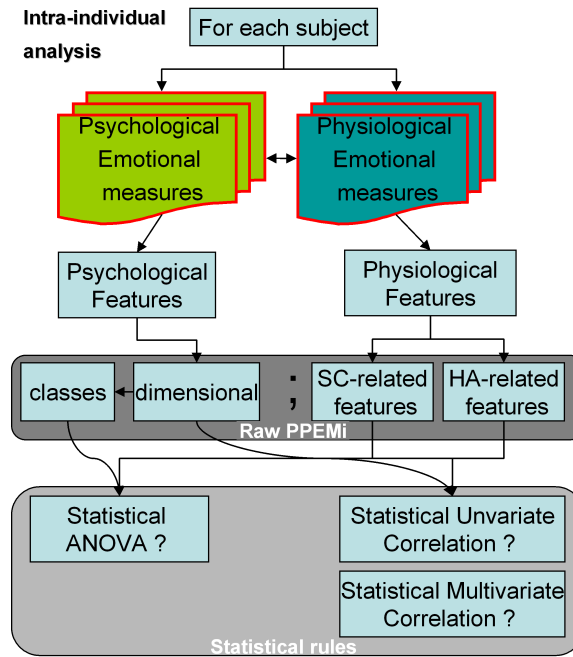 Intra-individual
analysis
For each subject
Psychological
Emotional
measures
Physiological
Emotional
measures
Psychological
Features
Physiological
Features
classes
dimensional
;
SC-related
features
HA-related
features
Raw PPEMi
Statistical
ANOVA ?
Statistical Unvariate
Correlation ?
Statistical Multivariate
Correlation ?
Statistical rules